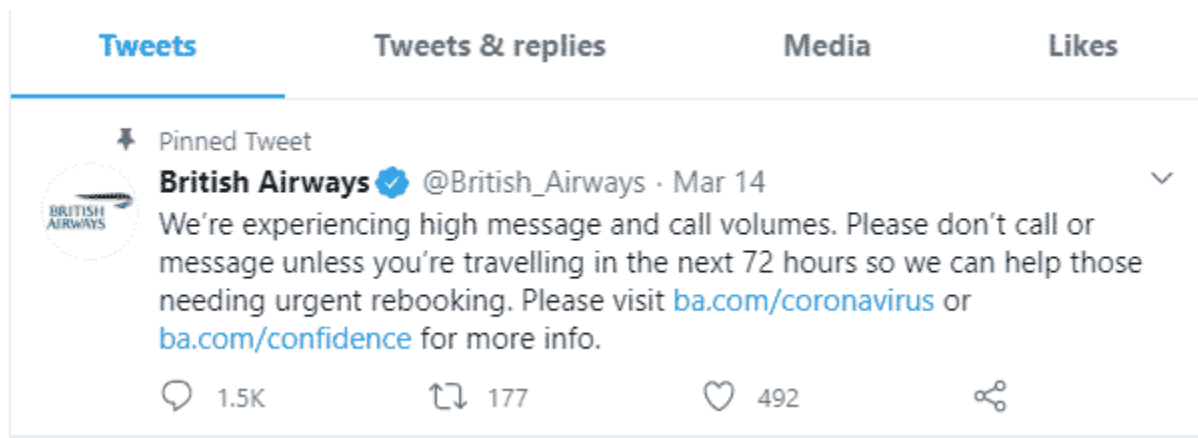 Tweets Tweets & replies Media Likes
Pinned Tweet
British Airways @British_Airways · Mar 14
BRITISH
AIRWAYS
We’re experiencing high message and call volumes. Please don’t call or
message unless you’re travelling in the next 72 hours so we can help those
needing urgent rebooking. Please visit ba.com/coronavirus or
ba.com/confidence for more info.
1.5K 177 492